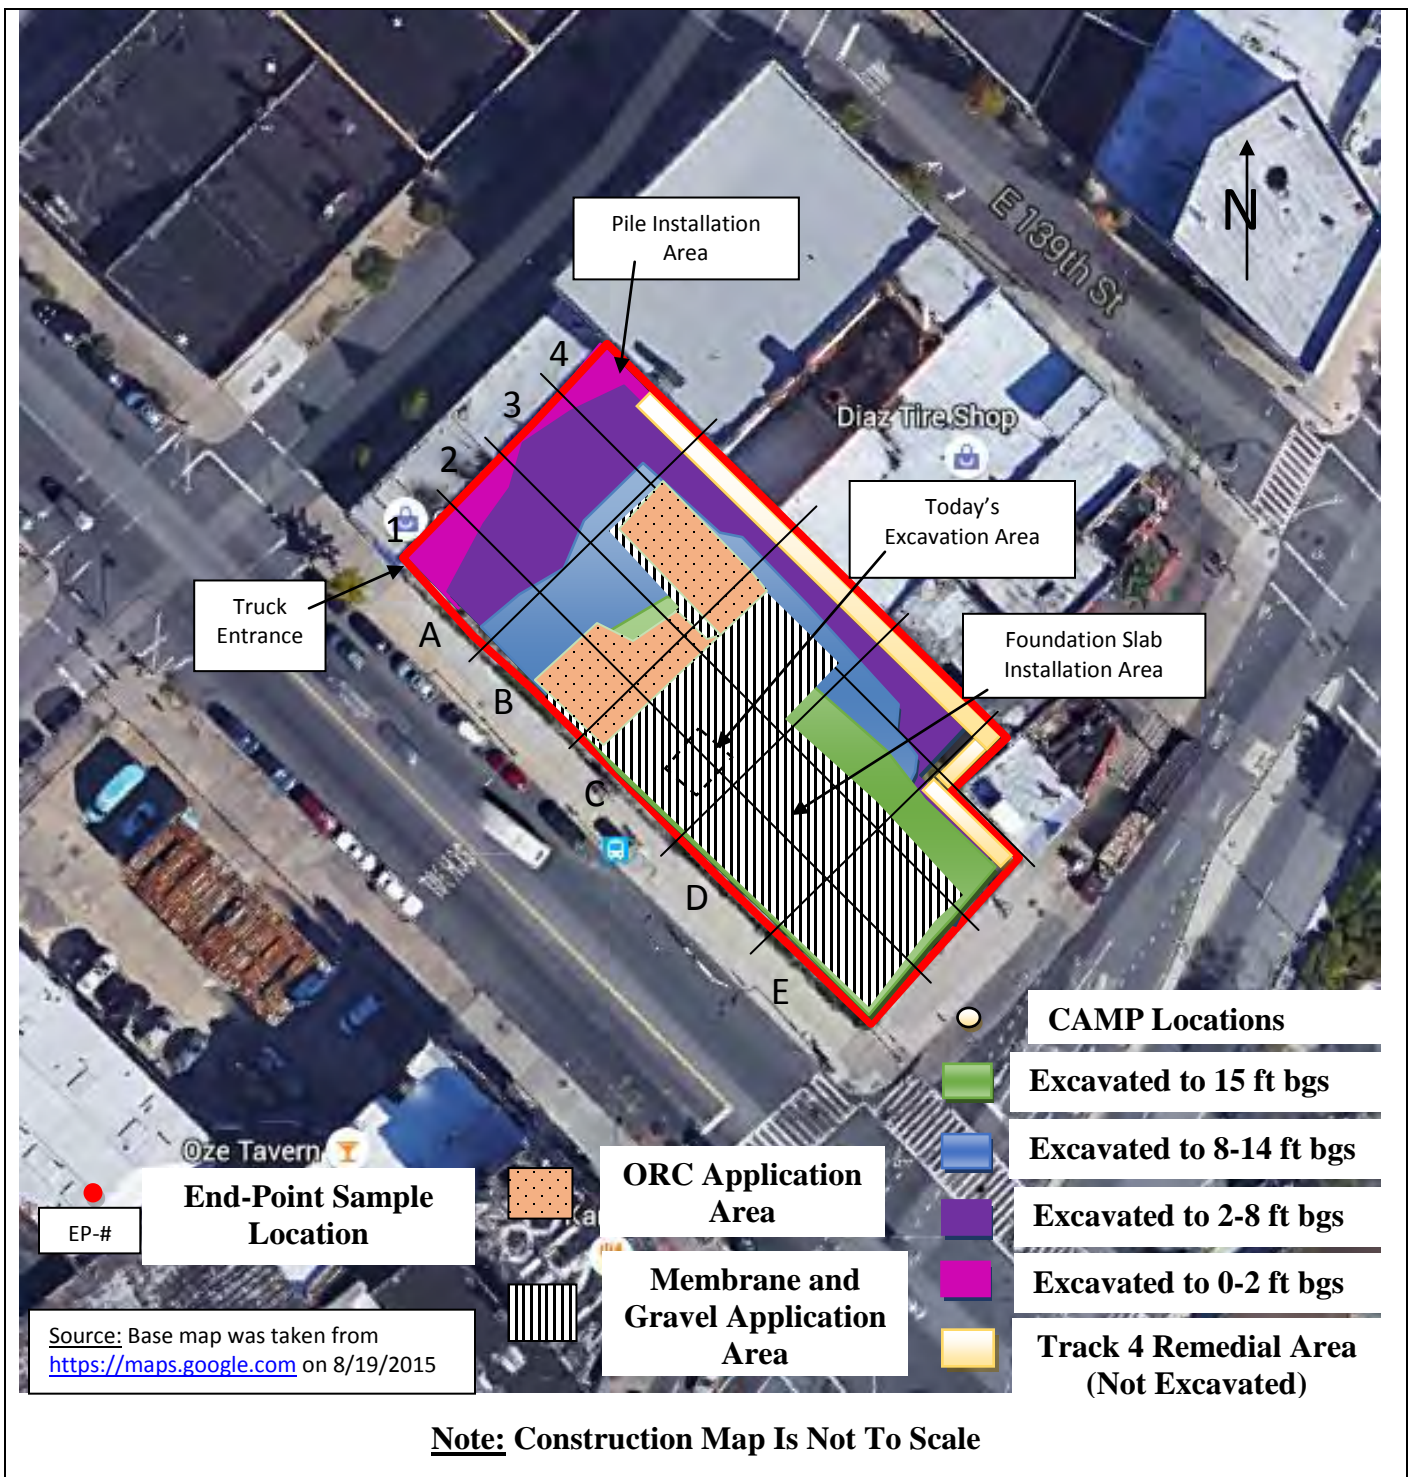 E 139th St
N
Pile Installation
Area
4
3
2
1
Diaz Tire Shop
Today's
Excavation Area
Truck
Entrance
Foundation Slab
Installation Area
A
B
C
D
E
CAMP Locations
Excavated to 15 ft bgs
Excavated to 8-14 ft bgs
Excavated to 2-8 ft bgs
Excavated to 0-2 ft bgs
Track 4 Remedial Area
(Not Excavated)
Oze Tavern
EP-#
End-Point Sample
Location
ORC Application
Area
Membrane and
Gravel Application
Area
Source: Base map was taken from
https://maps.google.com on 8/19/2015
Note: Construction Map Is Not To Scale